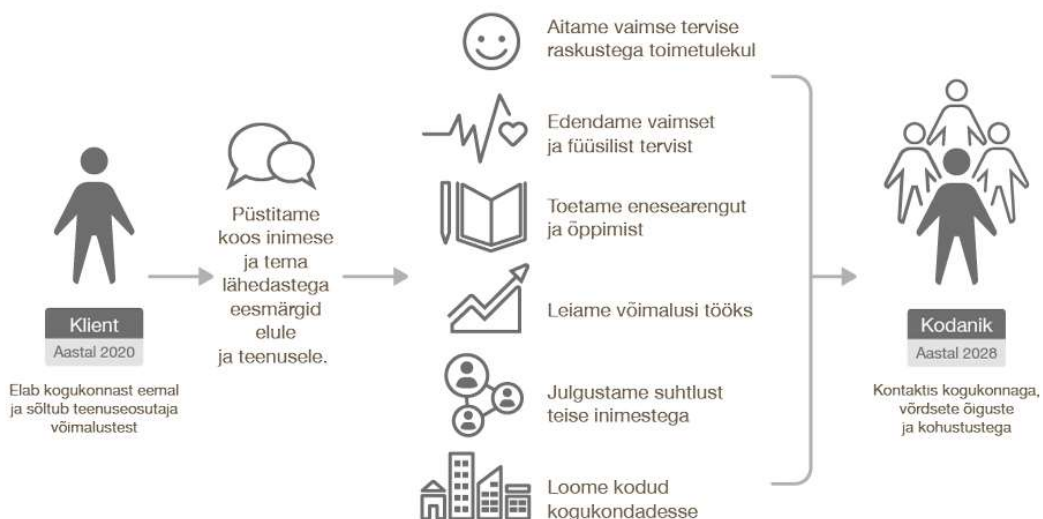 Aitame vaimse tervise
raskustega toimetulekul
Edendame vaimset
ja füüsilist tervist
Püstitame
koos inimese
ja tema
lähedastega
eesmärgid
elule
ja teenusele.
Toetame enesearengut
ja õppimist
Leiame võimalusi tööks
Klient
Aastal 2020
Elab kogukonnast eemal
ja sõltub teenuseosutaja
võimalustest
Julgustame suhtlust
teise inimestega
Loome kodud
kogukondadesse
Kodanik
Aastal 2028
Kontaktis kogukonnaga,
võrdsete õiguste
ja kohustustega